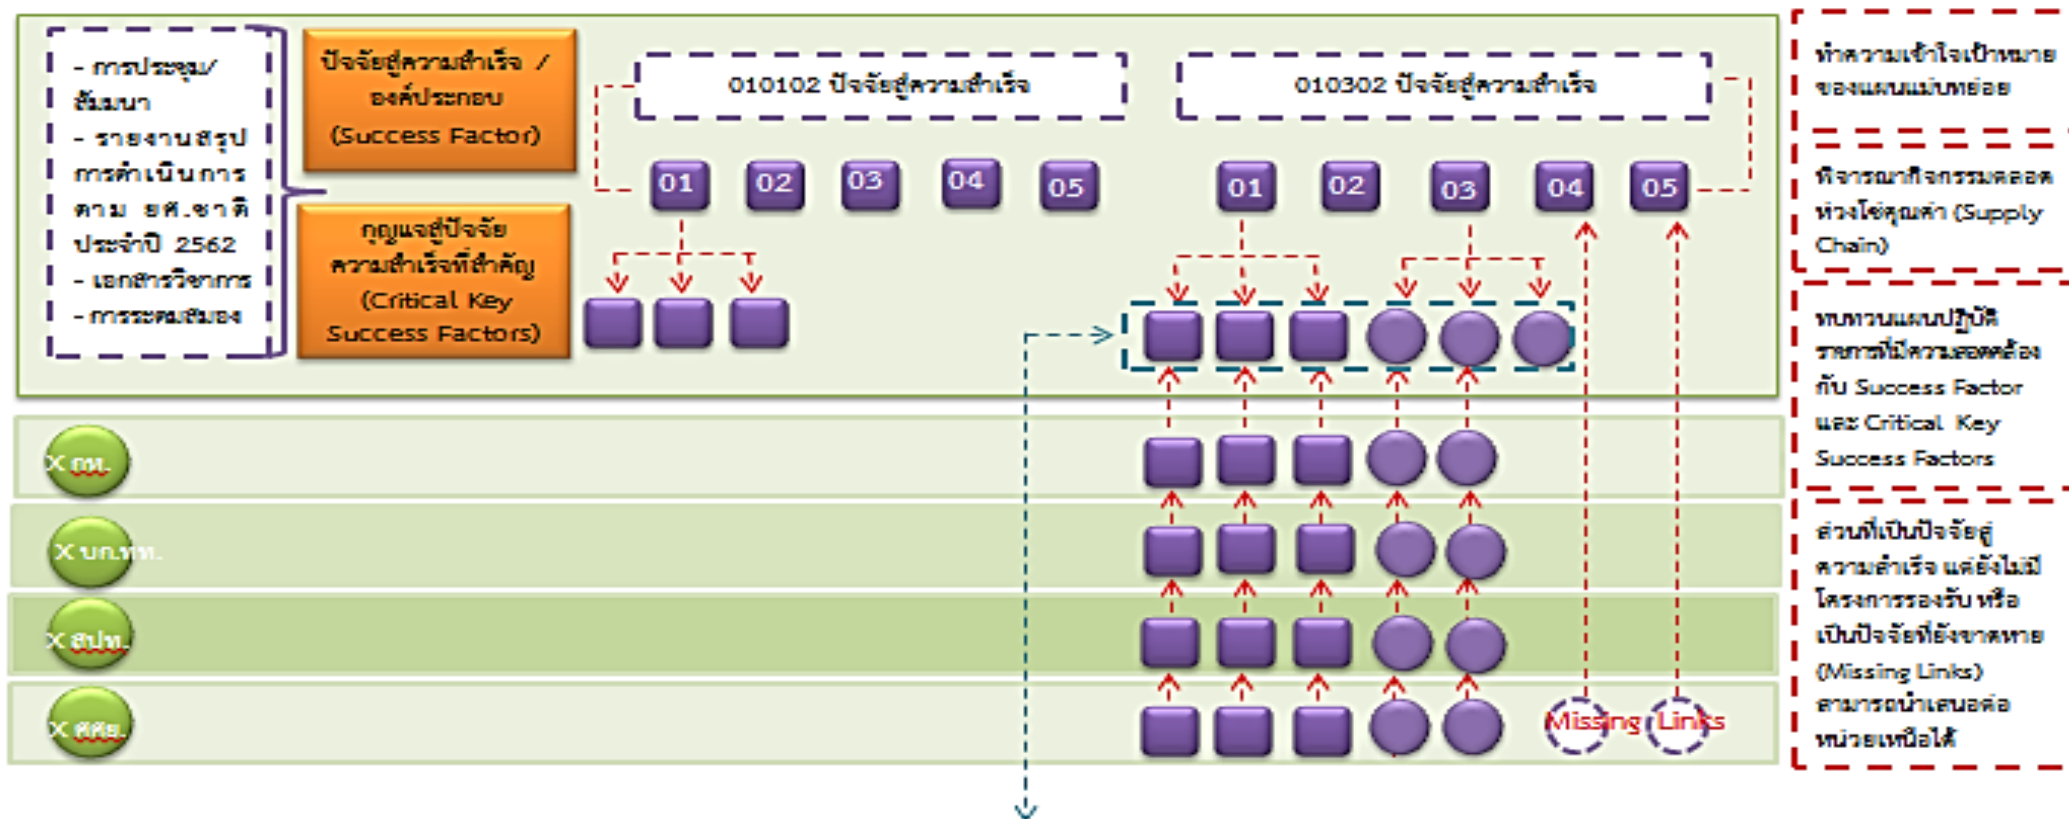 - การประชุม/
สัมมนา
- รายงานสรุป
การดำเนินการ
ตาม ยศ.ชาติ
ประจำปี 2562
- เอกสารวิชาการ
- การระดมสมอง
ปัจจัยสู่ความสำเร็จ /
องค์ประกอบ
(Success Factor)
กุญแจสู่ปัจจัย
ความสำเร็จที่สำคัญ
(Critical Key
Success Factors)
010102 ปัจจัยสู่ความสำเร็จ
010302 ปัจจัยสู่ความสำเร็จ
01
02
03
04
05
01
02
03
04
05
X กห.
X บก.ทท.
X สปท.
X ศศย.
Missing Links
ทำความเข้าใจเป้าหมาย
ของแผนแม่บทย่อย
พิจารณากิจกรรมตลอด
ห่วงโซ่คุณค่า (Supply
Chain)
ทบทวนแผนปฏิบัติ
ราชการที่มีความสอดคล้อง
กับ Success Factor
และ Critical Key
Success Factors
ส่วนที่เป็นปัจจัยสู่
ความสำเร็จ แต่ยังไม่มี
โครงการรองรับ หรือ
เป็นปัจจัยที่ยังขาดหาย
(Missing Links)
สามารถนำเสนอต่อ
หน่วยเหนือได้